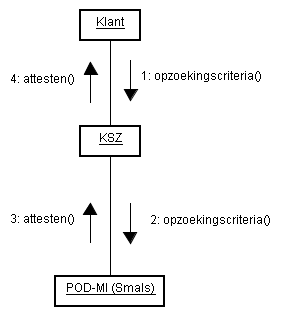 Klant
4: attesten()
1: opzoekingscriteria()
KSZ
3: attesten()
2: opzoekingscriteria()
POD-MI (Smals)